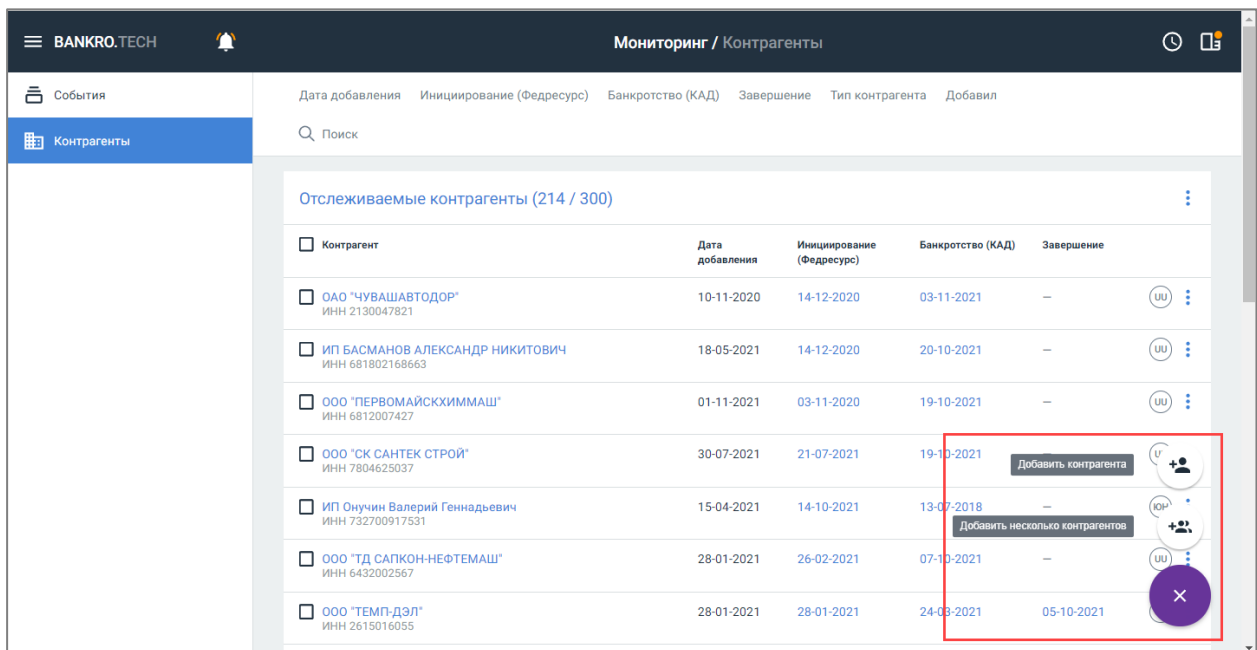 BANKRO.TECH
Мониторинг / Контрагенты
События
Контрагенты
Дата добавления Инициирование (Федресурс) Банкротство (КАД) Завершение Тип контрагента Добавил
Поиск
Отслеживаемые контрагенты (214 / 300)
Контрагент Дата добавления Инициирование (Федресурс) Банкротство (КАД) Завершение
ОАО "ЧУВАШАВТОДОР" 10-11-2020 14-12-2020 03-11-2021 — UU
ИНН 2130047821
ИП БАСМАНОВ АЛЕКСАНДР НИКИТОВИЧ 18-05-2021 14-12-2020 20-10-2021 — UU
ИНН 681802168663
ООО "ПЕРВОМАЙСКХИММАШ" 01-11-2021 03-11-2020 19-10-2021 — UU
ИНН 6812007427
ООО "СК САНТЕК СТРОЙ" 30-07-2021 21-07-2021 19-10-2021
ИНН 7804625037
Добавить контрагента
ИП Онучин Валерий Геннадьевич 15-04-2021 14-10-2021 13-07-2018 —
ИНН 732700917531
Добавить несколько контрагентов
ООО "ТД САПКОН-НЕФТЕМАШ" 28-01-2021 26-02-2021 07-10-2021 — UU
ИНН 6432002567
ООО "ТЕМП-ДЭЛ" 28-01-2021 28-01-2021 24-03-2021 05-10-2021
ИНН 2615016055